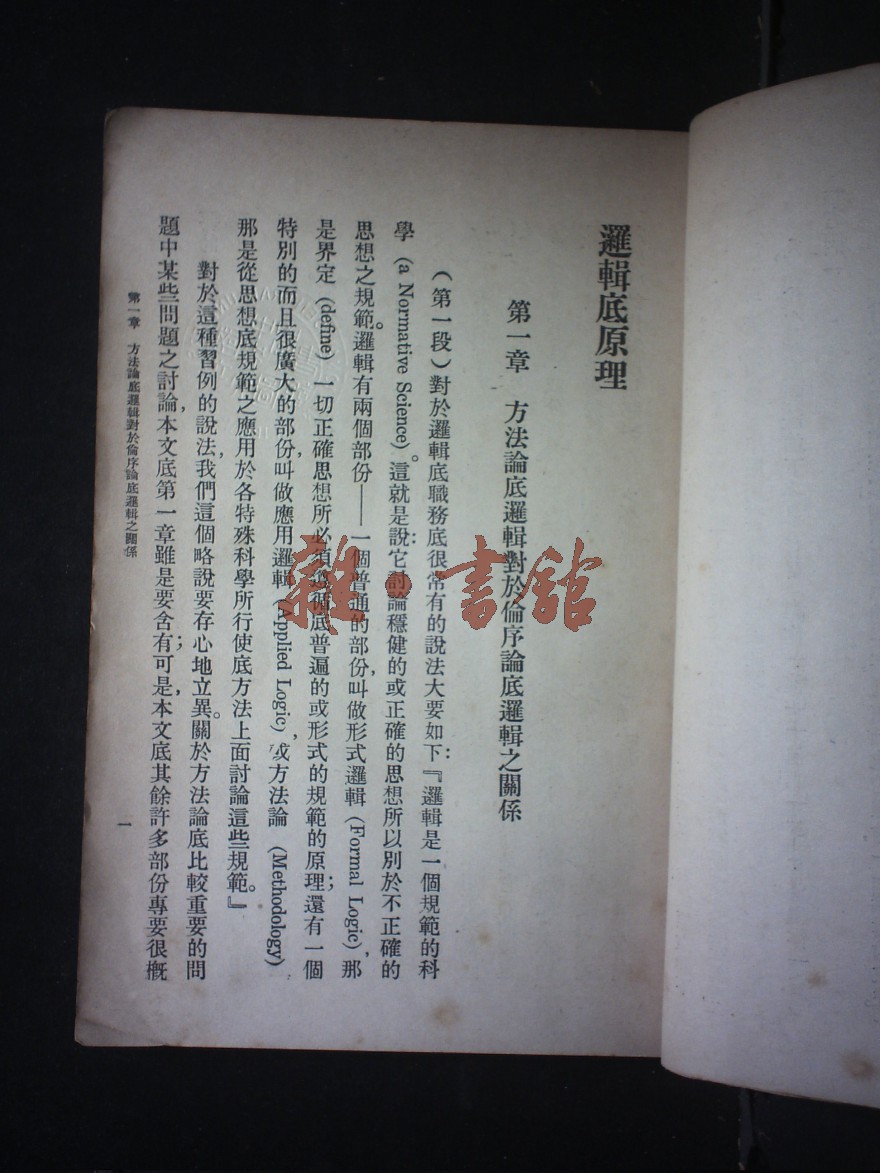 邏輯底原理
第一章 方法論底邏輯對於倫序論底邏輯之關係
（第一段）對於邏輯底職務底很常有的說法大要如下：『邏輯是一個規範的科
學 (a Normative Science)。這就是說：它討論穩健的或正確的思想所以別於不正確的
思想之規範。邏輯有兩個部份——一個普通的部份，叫做形式邏輯 (Formal Logic)，那
是界定 (define) 一切正確思想所必須遵循底普遍的或形式的規範的原理；還有一個
特別的而且很廣大的部份，叫做應用邏輯 (Applied Logic)，或方法論 (Methodology)
那是從思想底規範之應用於各特殊科學所行使底方法上面討論這些規範。』
對於這種習例的說法，我們這個略說要存心地立異。關於方法論底比較重要的問
題中某些問題之討論，本文底第一章雖是要含有；可是，本文底其餘許多部份專要很概
第一章 方法論底邏輯對於倫序論底邏輯之關係
一
雜·書館